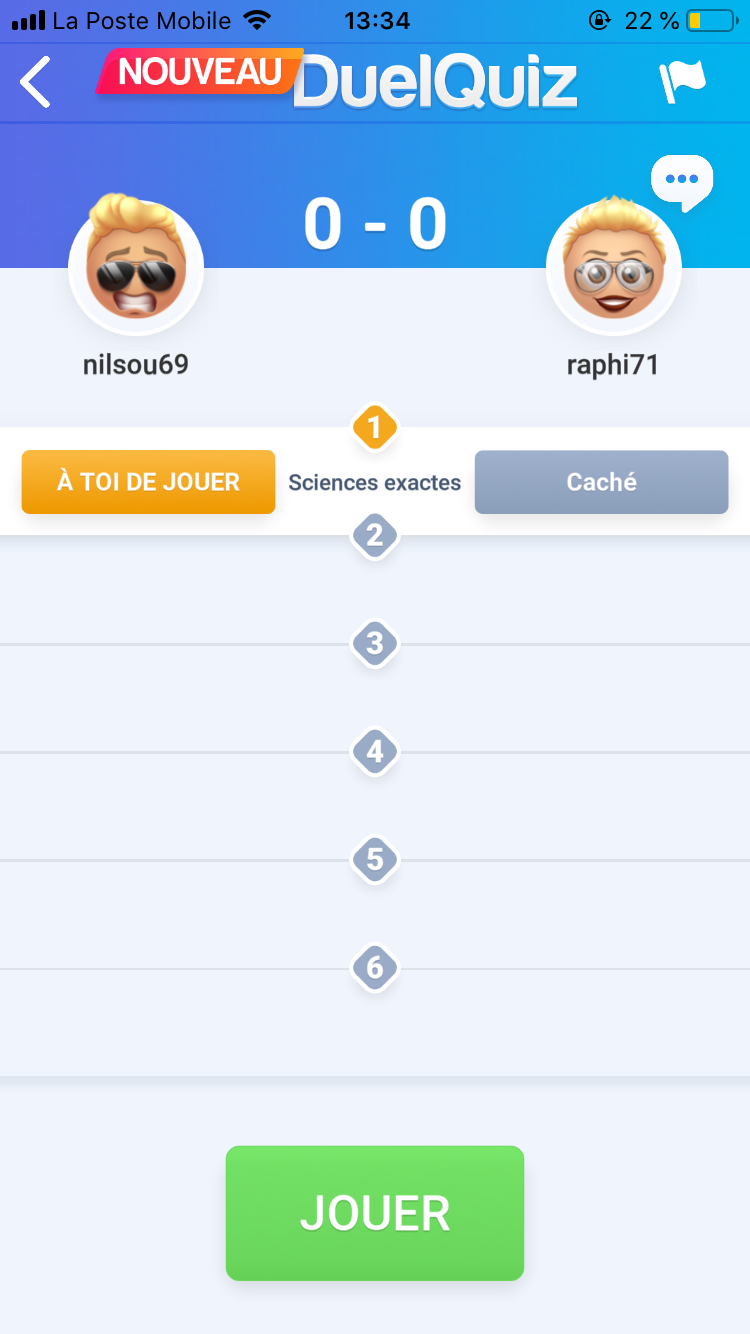 La Poste Mobile 13:34 22 %
NOUVEAU DuelQuiz
0 - 0
nilsou69 raphi71
1
À TOI DE JOUER Sciences exactes Caché
2
3
4
5
6
JOUER